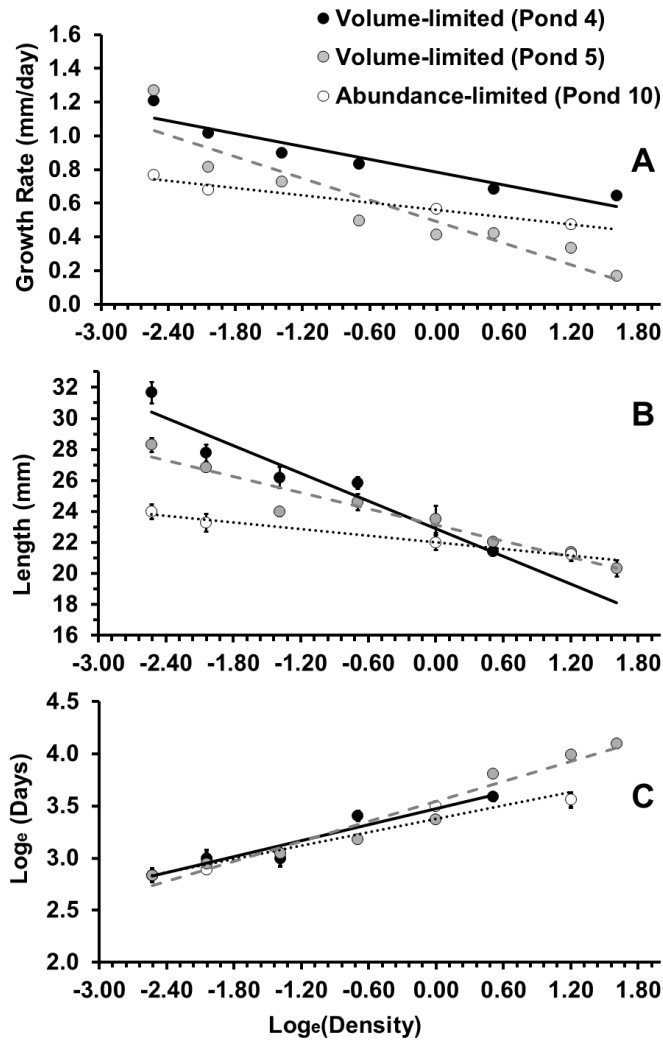 Volume-limited (Pond 4)
Volume-limited (Pond 5)
Abundance-limited (Pond 10)
A
Growth Rate (mm/day)
1.6
1.4
1.2
1.0
0.8
0.6
0.4
0.2
0.0
-3.00 -2.40 -1.80 -1.20 -0.60 0.00 0.60 1.20 1.80
B
Length (mm)
32
30
28
26
24
22
20
18
16
-3.00 -2.40 -1.80 -1.20 -0.60 0.00 0.60 1.20 1.80
C
Loge (Days)
4.5
4.0
3.5
3.0
2.5
2.0
-3.00 -2.40 -1.80 -1.20 -0.60 0.00 0.60 1.20 1.80
Loge(Density)